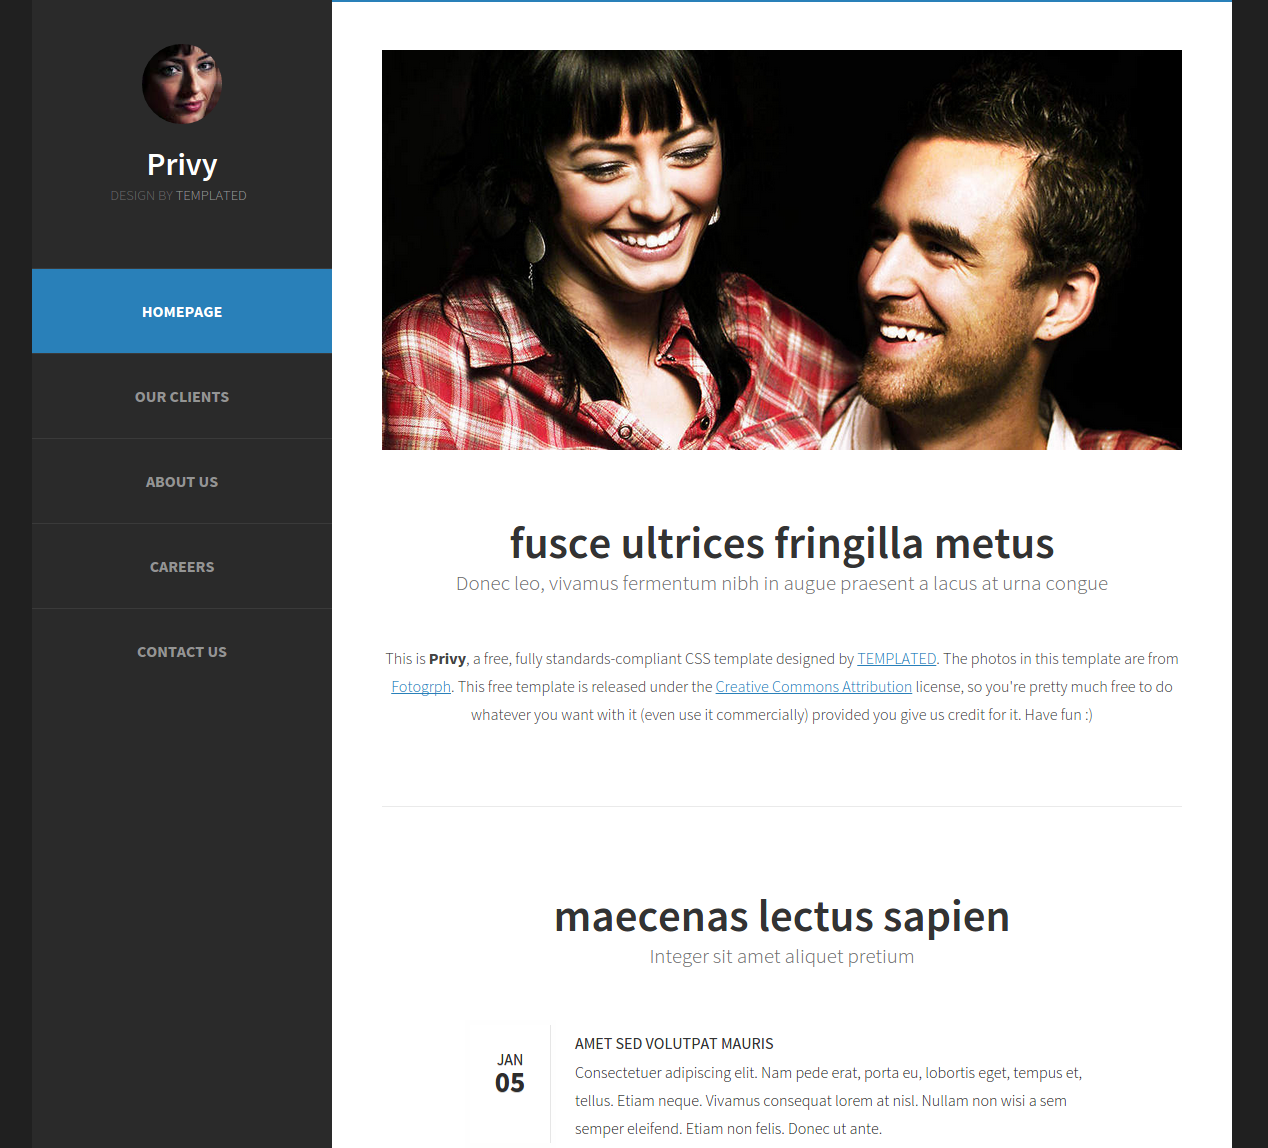 Privy
DESIGN BY TEMPLATED
HOMEPAGE
OUR CLIENTS
ABOUT US
CAREERS
CONTACT US
fusce ultrices fringilla metus
Donec leo, vivamus fermentum nibh in augue praesent a lacus at urna congue
This is Privy, a free, fully standards-compliant CSS template designed by TEMPLATED. The photos in this template are from
Fotogrph. This free template is released under the Creative Commons Attribution license, so you're pretty much free to do
whatever you want with it (even use it commercially) provided you give us credit for it. Have fun :)
maecenas lectus sapien
Integer sit amet aliquet pretium
JAN
05
AMET SED VOLUTPAT MAURIS
Consectetuer adipiscing elit. Nam pede erat, porta eu, lobortis eget, tempus et,
tellus. Etiam neque. Vivamus consequat lorem at nisl. Nullam non wisi a sem
semper eleifend. Etiam non felis. Donec ut ante.